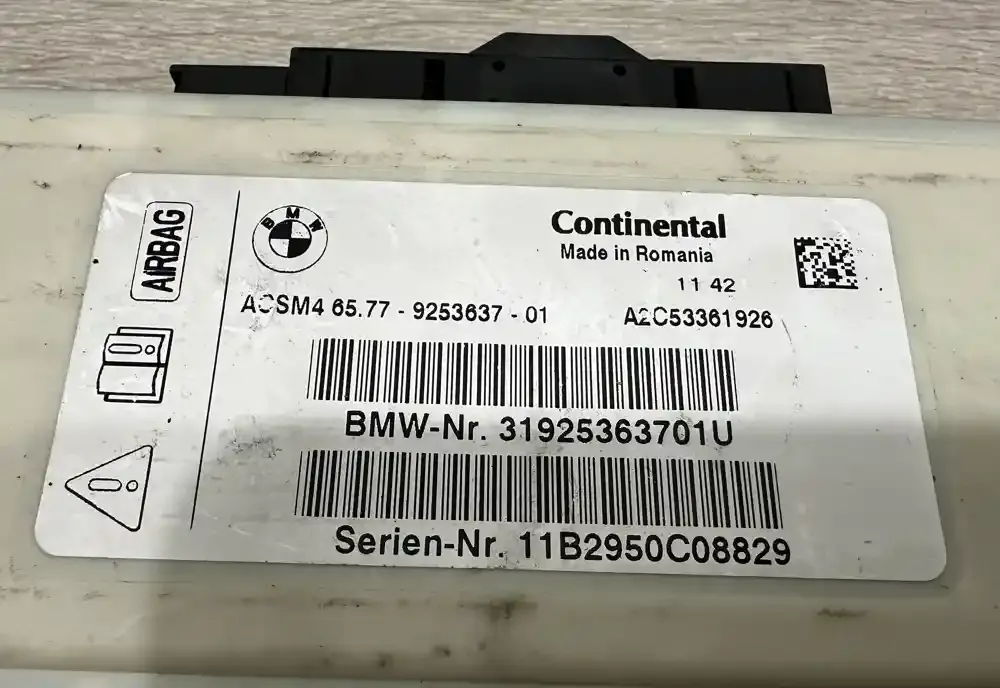 AIRBAG
BMW
Continental
Made in Romania
11 42
ACSM4 65.77 - 9253637 - 01
A2C53361926
BMW-Nr. 31925363701U
Serien-Nr. 11B2950C08829